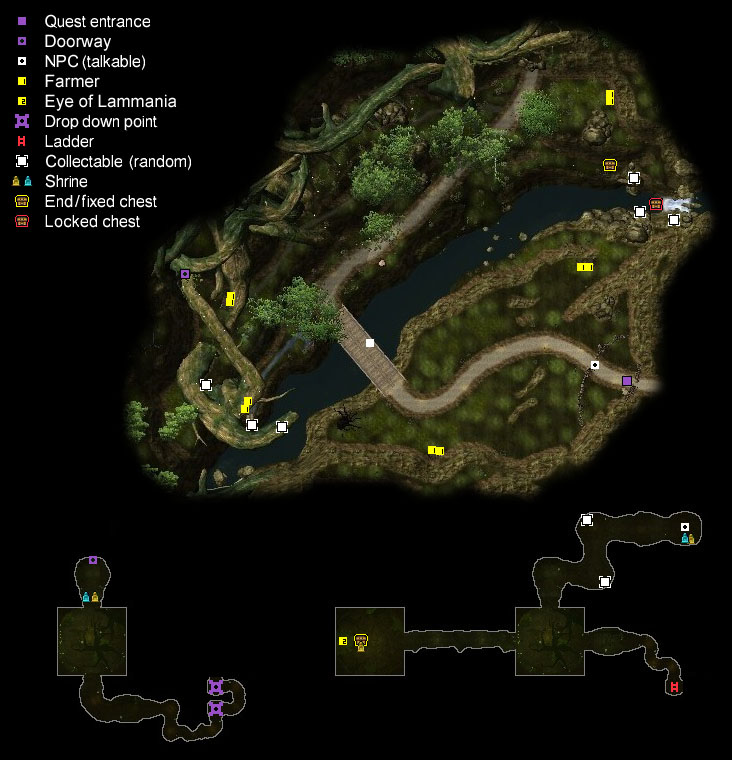 Quest entrance
Doorway
NPC (talkable)
Farmer
Eye of Lammania
Drop down point
Ladder
Collectable (random)
Shrine
End/fixed chest
Locked chest